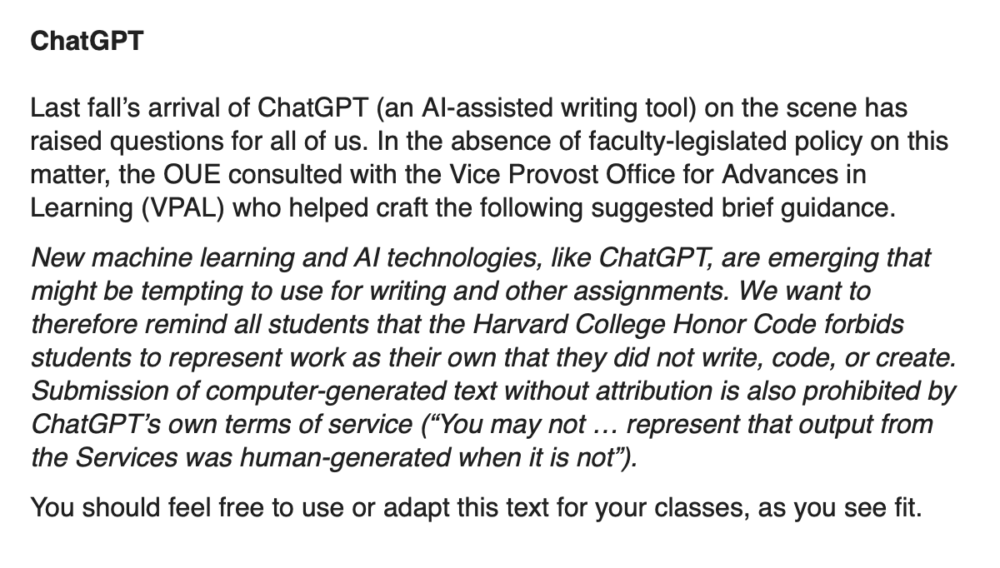 ChatGPT
Last fall’s arrival of ChatGPT (an AI-assisted writing tool) on the scene has
raised questions for all of us. In the absence of faculty-legislated policy on this
matter, the OUE consulted with the Vice Provost Office for Advances in
Learning (VPAL) who helped craft the following suggested brief guidance.
New machine learning and AI technologies, like ChatGPT, are emerging that
might be tempting to use for writing and other assignments. We want to
therefore remind all students that the Harvard College Honor Code forbids
students to represent work as their own that they did not write, code, or create.
Submission of computer-generated text without attribution is also prohibited by
ChatGPT’s own terms of service (“You may not … represent that output from
the Services was human-generated when it is not”).
You should feel free to use or adapt this text for your classes, as you see fit.